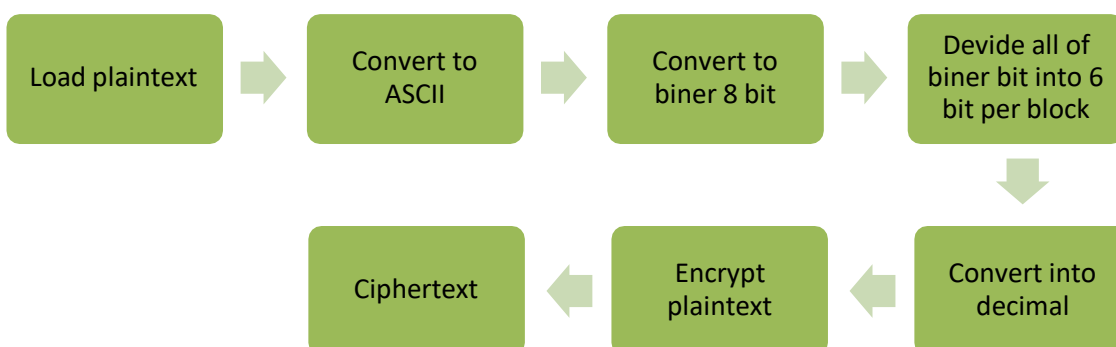 Load plaintext
Convert to
ASCII
Convert to
biner 8 bit
Devide all of
biner bit into 6
bit per block
Convert into
decimal
Encrypt
plaintext
Ciphertext